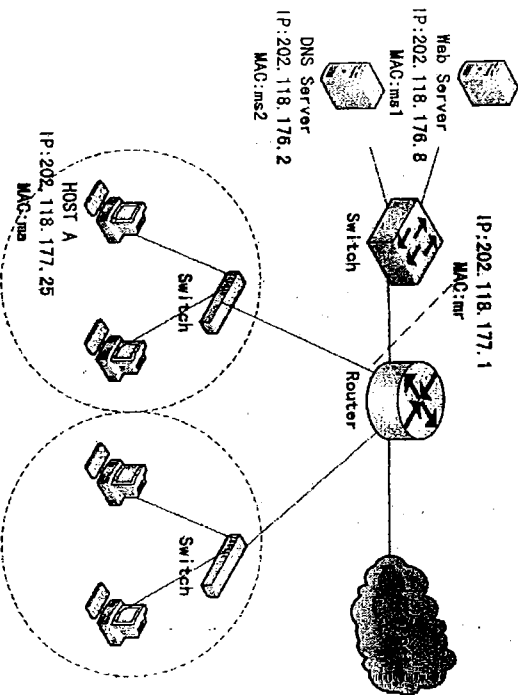 Web Server
IP:202.118.176.8
MAC:ms1
DNS Server
IP:202.118.176.2
MAC:ms2
Switch
IP:202.118.177.1
MAC:mr
Router
Switch
HOST A
IP:202.118.177.25
MAC:ma
Switch